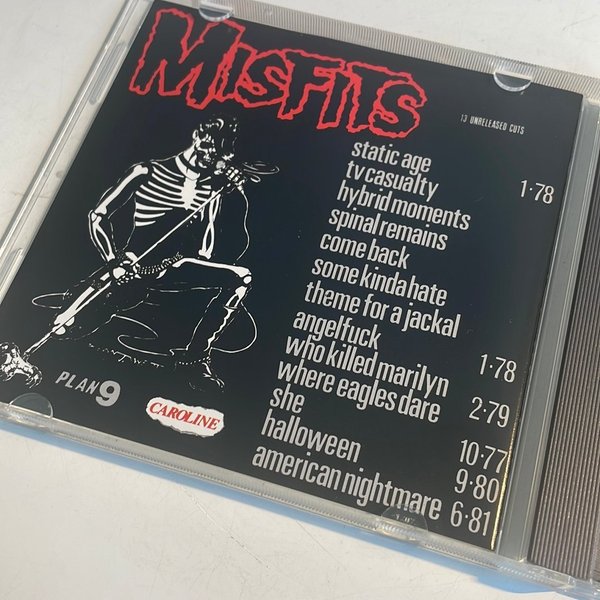 MISFITS
13 UNRELEASED CUTS
static age
tv casualty 1·78
hybrid moments
spinal remains
come back
some kinda hate
theme for a jackal
angelfuck 1·78
who killed marilyn
where eagles dare 2·79
she 10·77
halloween 9·80
american nightmare 6·81
PLAN 9
CAROLINE